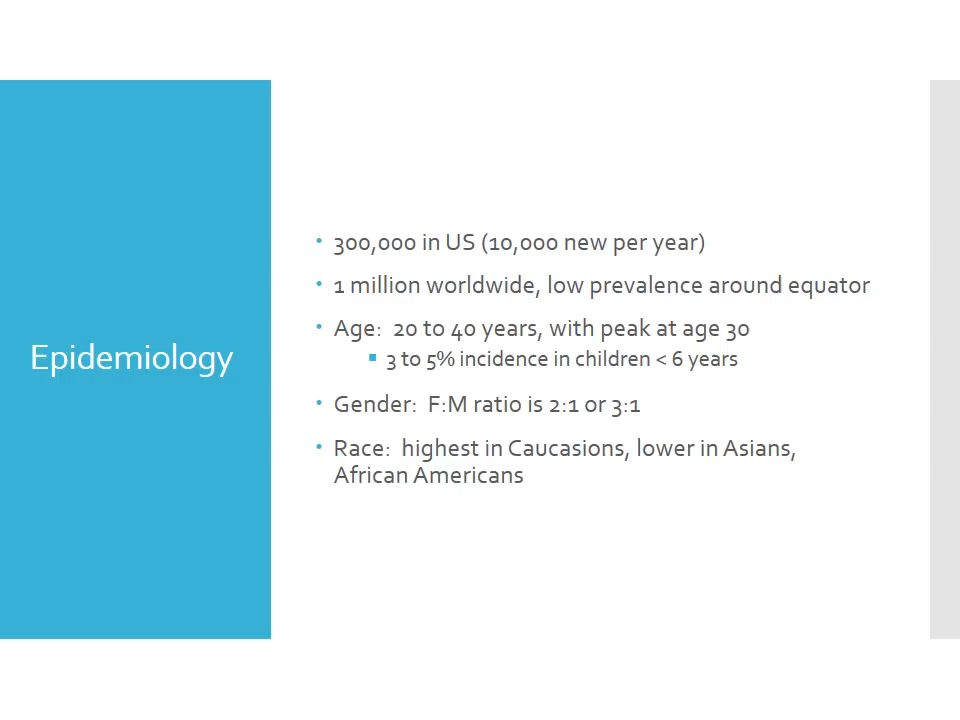 Epidemiology
• 300,000 in US (10,000 new per year)
• 1 million worldwide, low prevalence around equator
• Age: 20 to 40 years, with peak at age 30
▪ 3 to 5% incidence in children < 6 years
• Gender: F:M ratio is 2:1 or 3:1
• Race: highest in Caucasions, lower in Asians,
African Americans